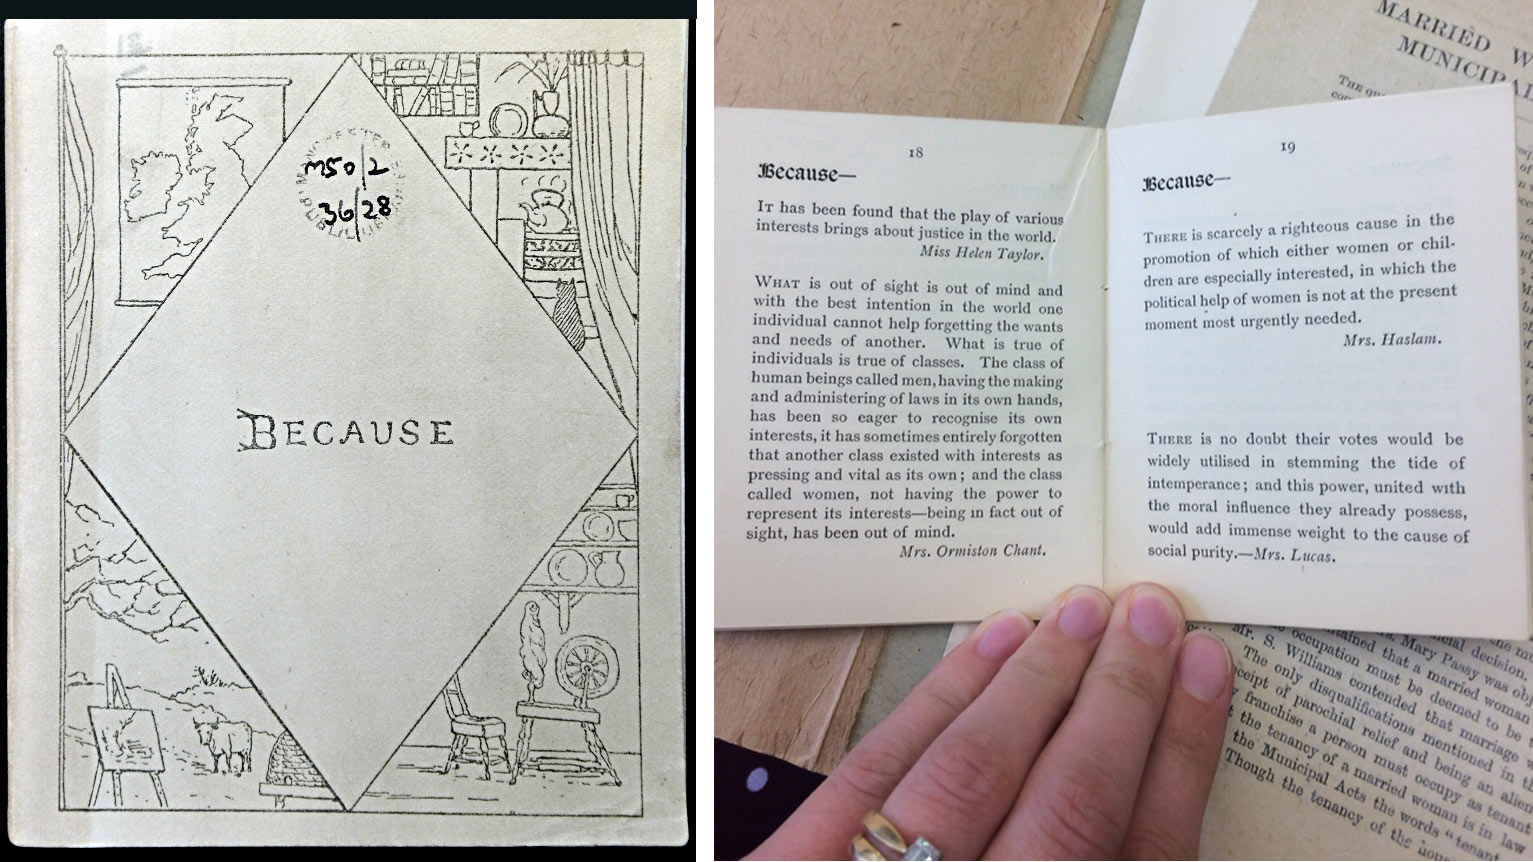 M50/2
36/28
BECAUSE
18
Because—
IT has been found that the play of various
interests brings about justice in the world.
Miss Helen Taylor.
WHAT is out of sight is out of mind and
with the best intention in the world one
individual cannot help forgetting the wants
and needs of another. What is true of
individuals is true of classes. The class of
human beings called men, having the making
and administering of laws in its own hands,
has been so eager to recognise its own
interests, it has sometimes entirely forgotten
that another class existed with interests as
pressing and vital as its own; and the class
called women, not having the power to
represent its interests—being in fact out of
sight, has been out of mind.
Mrs. Ormiston Chant.
19
Because—
THERE is scarcely a righteous cause in the
promotion of which either women or chil-
dren are especially interested, in which the
political help of women is not at the present
moment most urgently needed.
Mrs. Haslam.
THERE is no doubt their votes would be
widely utilised in stemming the tide of
intemperance; and this power, united with
the moral influence they already possess,
would add immense weight to the cause of
social purity.—Mrs. Lucas.
MARRIED W
MUNICIPA
THE
Mary Passy was
occupation must be deemed to be
Mr. S. Williams contended that marriage
The only disqualifications mentioned in
of parochial relief and being an alien
franchise a person must occupy as tenant
the tenancy of a married woman is in law
the Municipal Acts the words "tenant
Though the tenancy of the